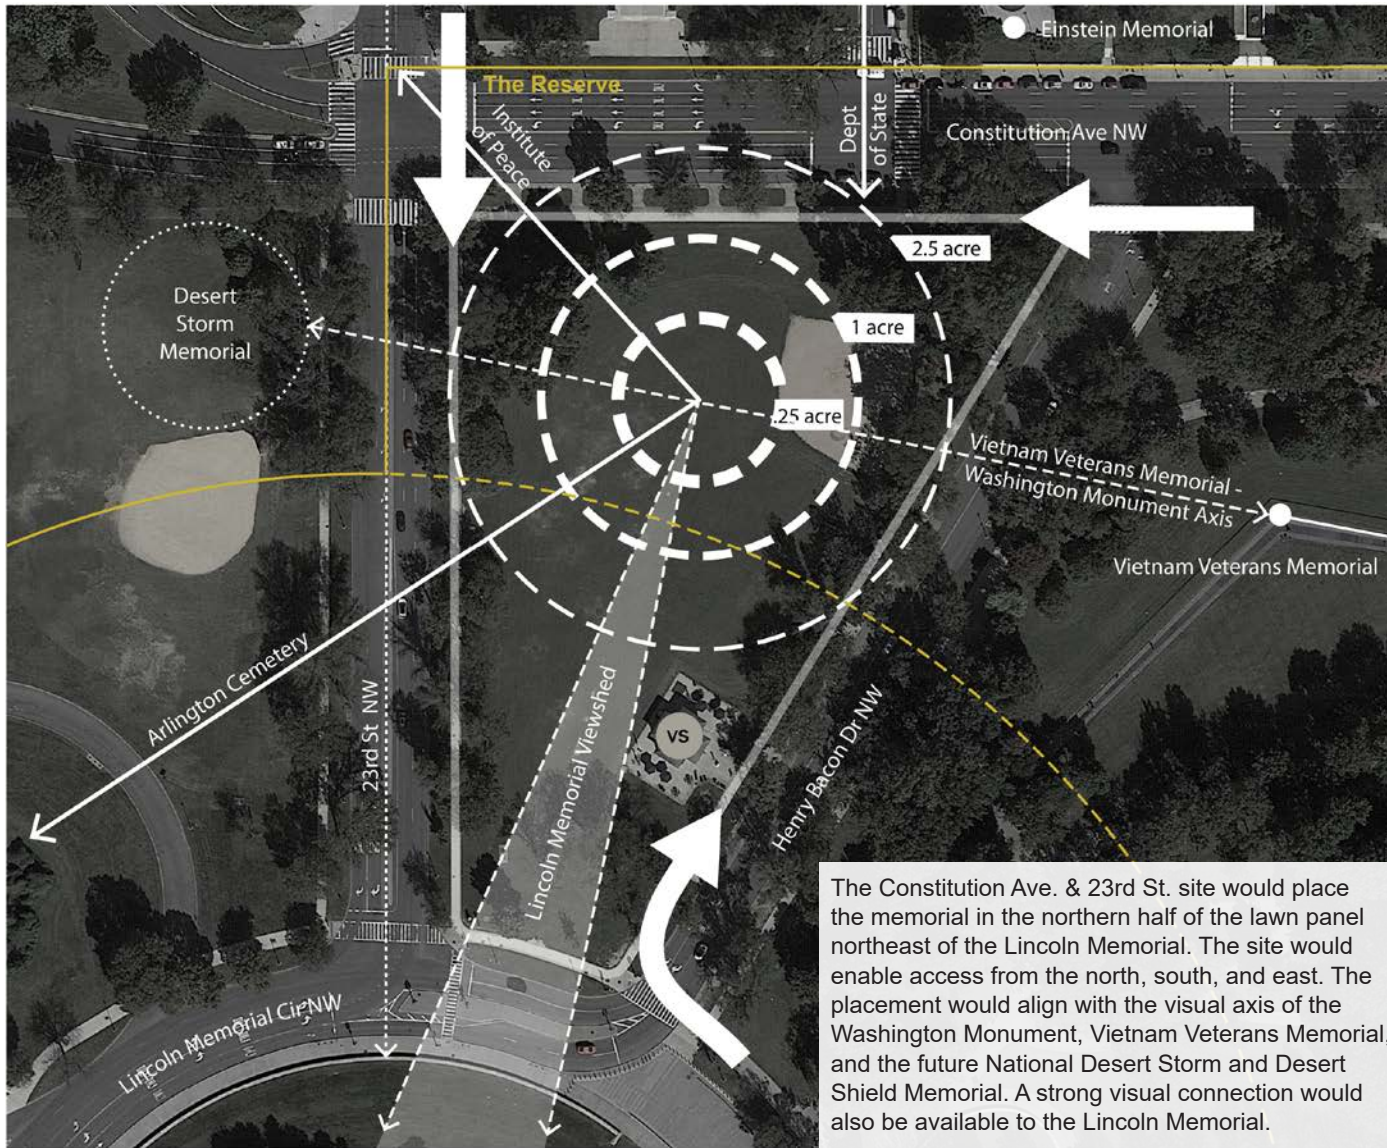 Einstein Memorial
The Reserve
Institute
of Peace
Dept
of State
Constitution Ave NW
2.5 acre
Desert
Storm
Memorial
1 acre
.25 acre
Vietnam Veterans Memorial -
Washington Monument Axis
Vietnam Veterans Memorial
Arlington Cemetery
23rd St NW
Lincoln Memorial Viewshed
VS
Henry Bacon Dr NW
Lincoln Memorial Cir NW
The Constitution Ave. & 23rd St. site would place
the memorial in the northern half of the lawn panel
northeast of the Lincoln Memorial. The site would
enable access from the north, south, and east. The
placement would align with the visual axis of the
Washington Monument, Vietnam Veterans Memorial,
and the future National Desert Storm and Desert
Shield Memorial. A strong visual connection would
also be available to the Lincoln Memorial.